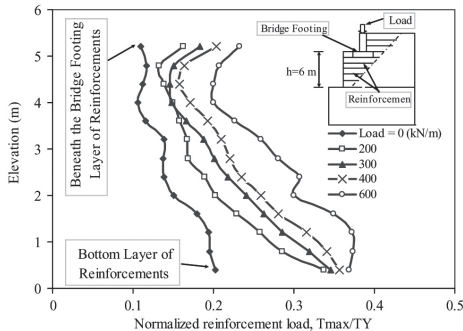 6
5
4
3
2
1
0
Elevation (m)
Beneath the Bridge Footing
Layer of Reinforcements
Bottom Layer of
Reinforcements
Load
Bridge Footing
h=6 m
Reinforcemen
Load = 0 (kN/m)
200
300
400
600
0
0.1
0.2
0.3
0.4
0.5
Normalized reinforcement load, Tmax/TY